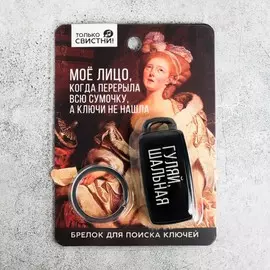 ТОЛЬКО
СВИСТНИ!
МОЁ ЛИЦО,
КОГДА ПЕРЕРЫЛА
ВСЮ СУМОЧКУ,
А КЛЮЧИ НЕ НАШЛА
ГУЛЯЙ,
ШАЛЬНАЯ
БРЕЛОК ДЛЯ ПОИСКА КЛЮЧЕЙ